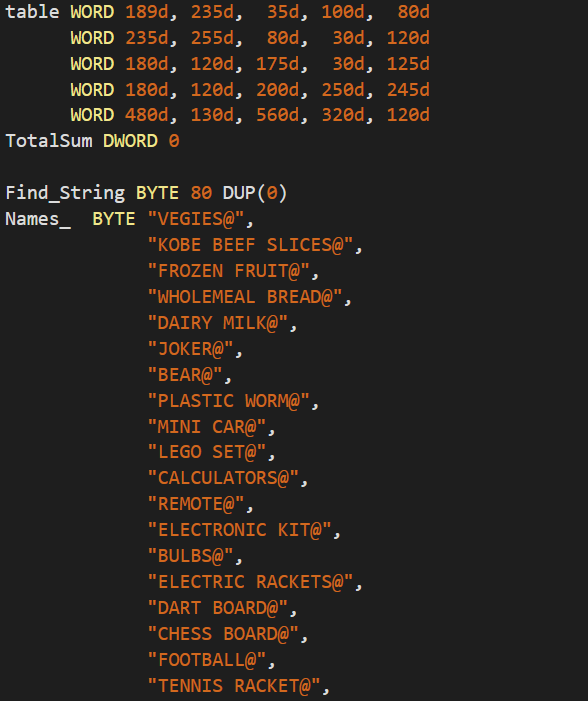 table WORD 189d, 235d,  35d, 100d,  80d
      WORD 235d, 255d,  80d,  30d, 120d
      WORD 180d, 120d, 175d,  30d, 125d
      WORD 180d, 120d, 200d, 250d, 245d
      WORD 480d, 130d, 560d, 320d, 120d
TotalSum DWORD 0

Find_String BYTE 80 DUP(0)
Names_  BYTE "VEGIES@",
             "KOBE BEEF SLICES@",
             "FROZEN FRUIT@",
             "WHOLEMEAL BREAD@",
             "DAIRY MILK@",
             "JOKER@",
             "BEAR@",
             "PLASTIC WORM@",
             "MINI CAR@",
             "LEGO SET@",
             "CALCULATORS@",
             "REMOTE@",
             "ELECTRONIC KIT@",
             "BULBS@",
             "ELECTRIC RACKETS@",
             "DART BOARD@",
             "CHESS BOARD@",
             "FOOTBALL@",
             "TENNIS RACKET@",